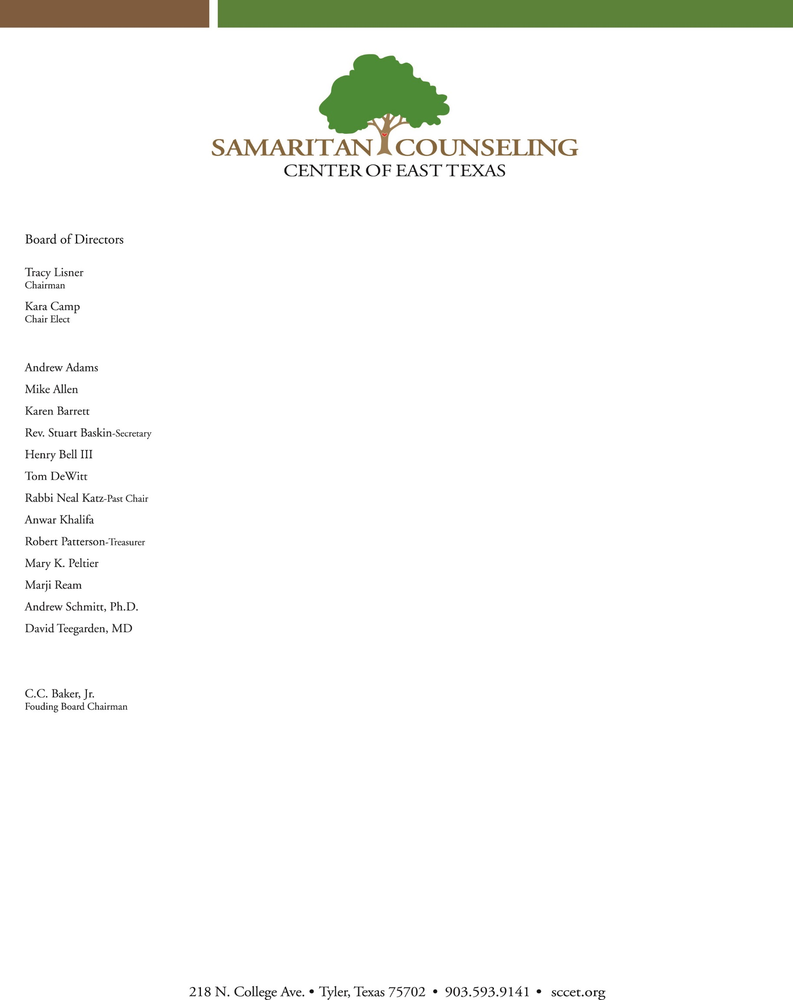 SAMARITAN COUNSELING
CENTER OF EAST TEXAS
Board of Directors
Tracy Lisner
Chairman
Kara Camp
Chair Elect
Andrew Adams
Mike Allen
Karen Barrett
Rev. Stuart Baskin-Secretary
Henry Bell III
Tom DeWitt
Rabbi Neal Katz-Past Chair
Anwar Khalifa
Robert Patterson-Treasurer
Mary K. Peltier
Marji Ream
Andrew Schmitt, Ph.D.
David Teegarden, MD
C.C. Baker, Jr.
Fouding Board Chairman
218 N. College Ave. • Tyler, Texas 75702 • 903.593.9141 • sccet.org